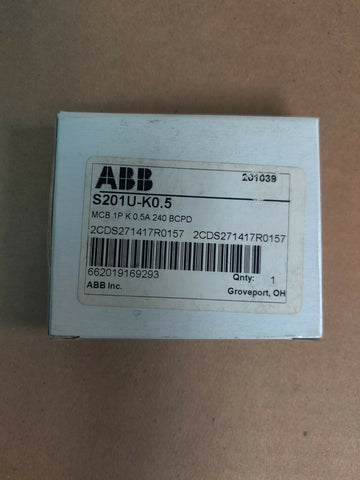 ABB 201039
S201U-K0.5
MCB 1P K 0.5A 240 BCPD
2CDS271417R0157 2CDS271417R0157
662019169293 Qnty: 1
ABB Inc. Groveport, OH